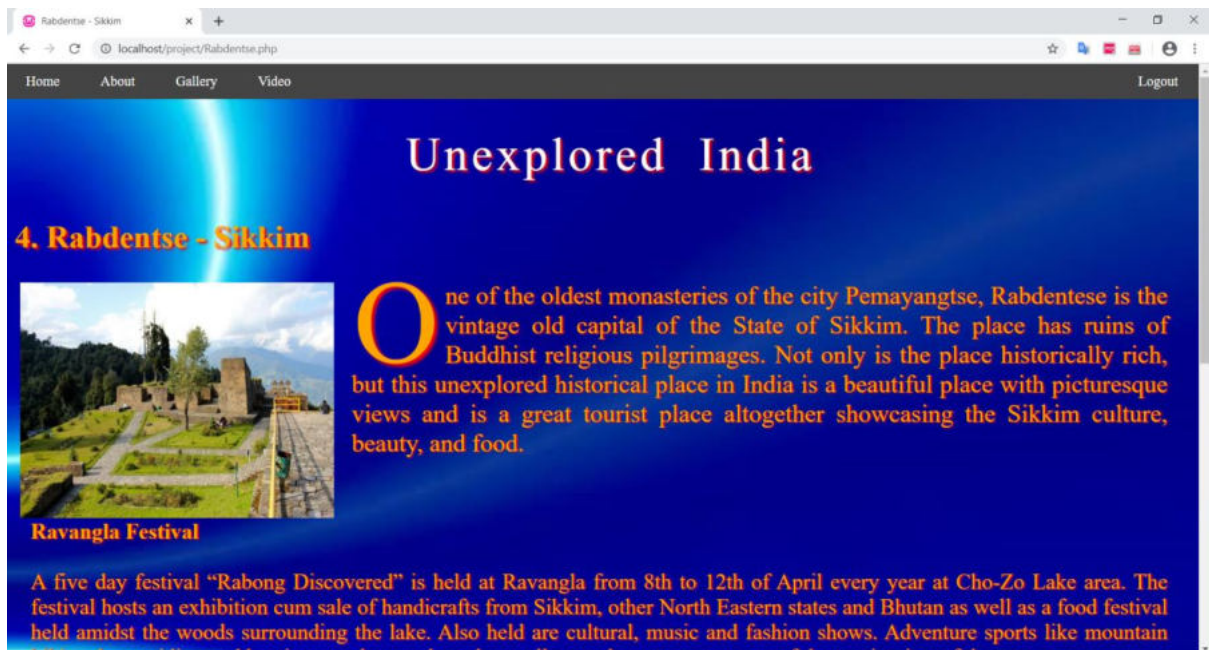 Rabdentse - Sikkim
localhost/project/Rabdentse.php
Home About Gallery Video Logout
Unexplored India
4. Rabdentse - Sikkim
One of the oldest monasteries of the city Pemayangtse, Rabdentese is the
vintage old capital of the State of Sikkim. The place has ruins of
Buddhist religious pilgrimages. Not only is the place historically rich,
but this unexplored historical place in India is a beautiful place with picturesque
views and is a great tourist place altogether showcasing the Sikkim culture,
beauty, and food.
Ravangla Festival
A five day festival “Rabong Discovered” is held at Ravangla from 8th to 12th of April every year at Cho-Zo Lake area. The
festival hosts an exhibition cum sale of handicrafts from Sikkim, other North Eastern states and Bhutan as well as a food festival
held amidst the woods surrounding the lake. Also held are cultural, music and fashion shows. Adventure sports like mountain